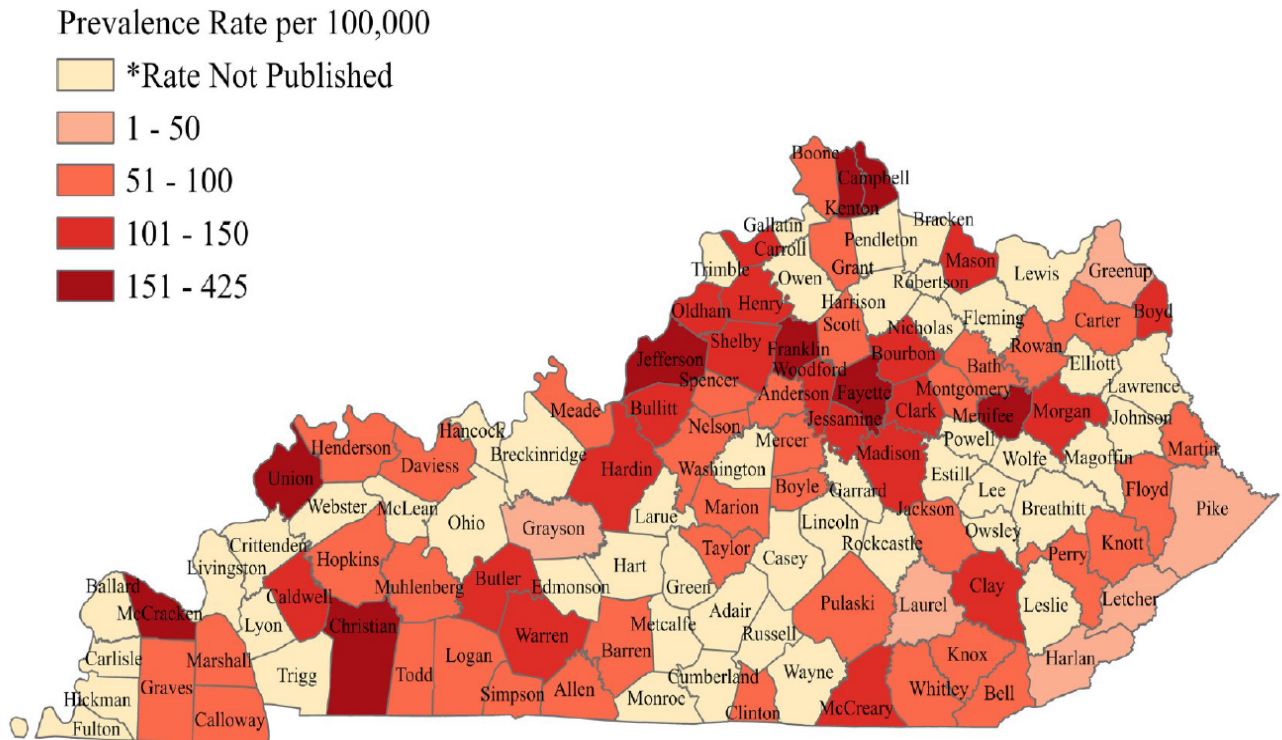 Prevalence Rate per 100,000
*Rate Not Published
1 - 50
51 - 100
101 - 150
151 - 425
Boone
Campbell
Kenton
Bracken
Gallatin
Pendleton
Carroll
Grant
Mason
Trimble
Owen
Robertson
Lewis
Greenup
Oldham
Henry
Harrison
Fleming
Carter
Boyd
Scott
Nicholas
Rowan
Jefferson
Shelby
Franklin
Bourbon
Bath
Elliott
Woodford
Spencer
Anderson
Fayette
Montgomery
Lawrence
Meade
Bullitt
Jessamine
Clark
Menifee
Morgan
Johnson
Hancock
Nelson
Henderson
Daviess
Breckinridge
Mercer
Madison
Powell
Martin
Union
Hardin
Washington
Estill
Wolfe
Magoffin
Webster
McLean
Ohio
Grayson
Larue
Marion
Boyle
Garrard
Lee
Floyd
Pike
Jackson
Breathitt
Crittenden
Lincoln
Rockcastle
Owsley
Livingston
Hopkins
Hart
Taylor
Casey
Perry
Knott
Ballard
Muhlenberg
Butler
Edmonson
Green
McCracken
Caldwell
Pulaski
Laurel
Clay
Leslie
Letcher
Lyon
Christian
Warren
Metcalfe
Adair
Russell
Carlisle
Marshall
Barren
Knox
Harlan
Graves
Trigg
Todd
Logan
Cumberland
Wayne
Hickman
Simpson
Allen
Monroe
Whitley
Bell
Fulton
Calloway
Clinton
McCreary